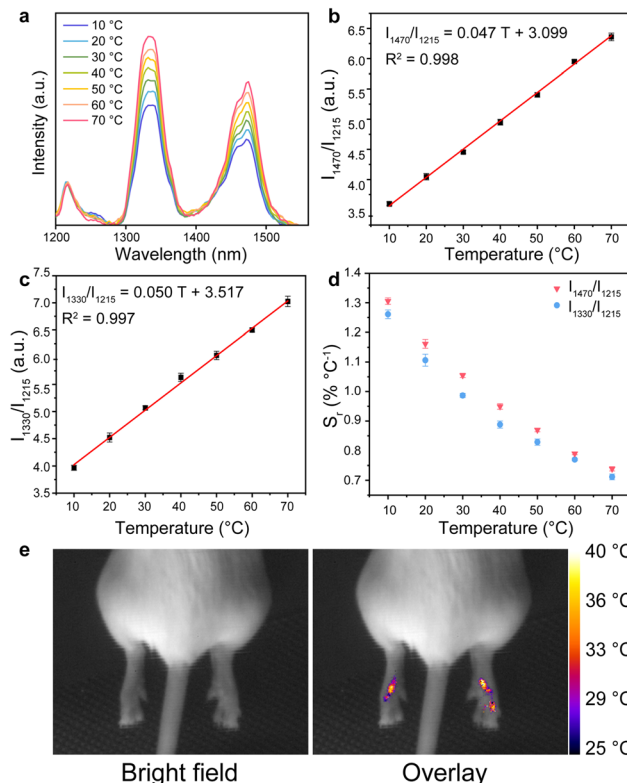 a
10 °C
20 °C
30 °C
40 °C
50 °C
60 °C
70 °C
Intensity (a.u.)
1200 1300 1400 1500
Wavelength (nm)
b
I₁₄₇₀/I₁₂₁₅ = 0.047 T + 3.099
R² = 0.998
I₁₄₇₀/I₁₂₁₅ (a.u.)
6.5
6.0
5.5
5.0
4.5
4.0
3.5
10 20 30 40 50 60 70
Temperature (°C)
c
I₁₃₃₀/I₁₂₁₅ = 0.050 T + 3.517
R² = 0.997
I₁₃₃₀/I₁₂₁₅ (a.u.)
7.5
7.0
6.5
6.0
5.5
5.0
4.5
4.0
3.5
10 20 30 40 50 60 70
Temperature (°C)
d
I₁₄₇₀/I₁₂₁₅
I₁₃₃₀/I₁₂₁₅
Sᵣ (% °C⁻¹)
1.4
1.3
1.2
1.1
1.0
0.9
0.8
0.7
10 20 30 40 50 60 70
Temperature (°C)
e
40 °C
36 °C
33 °C
29 °C
25 °C
Bright field
Overlay